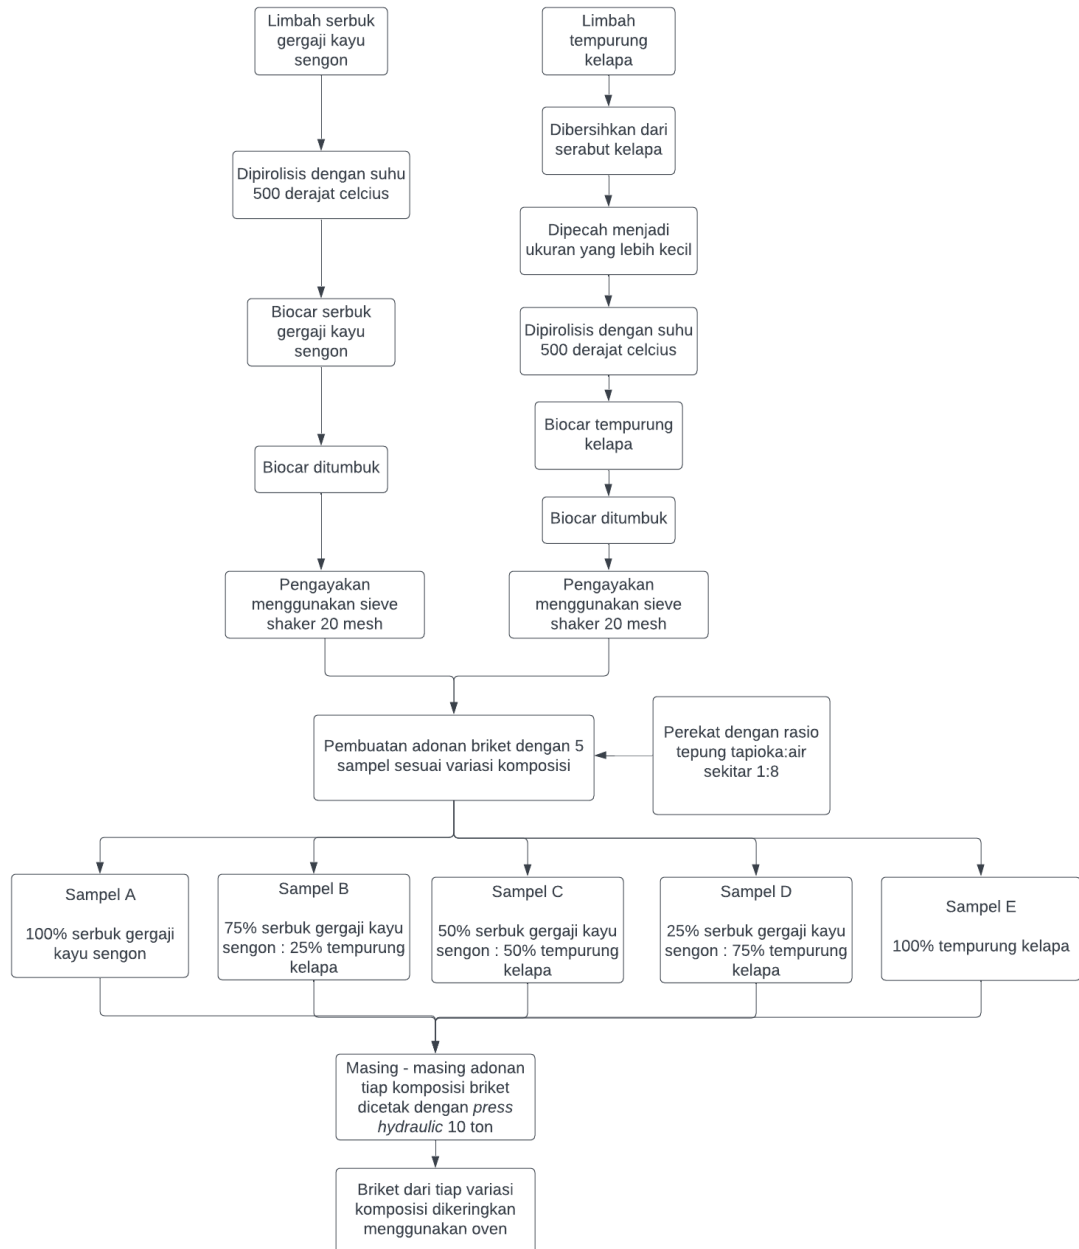 Limbah serbuk
gergaji kayu
sengon
Limbah
tempurung
kelapa
Dibersihkan dari
serabut kelapa
Dipirolisis dengan suhu
500 derajat celcius
Dipecah menjadi
ukuran yang lebih kecil
Biocar serbuk
gergaji kayu
sengon
Dipirolisis dengan suhu
500 derajat celcius
Biocar tempurung
kelapa
Biocar ditumbuk
Biocar ditumbuk
Pengayakan
menggunakan sieve
shaker 20 mesh
Pengayakan
menggunakan sieve
shaker 20 mesh
Pembuatan adonan briket dengan 5
sampel sesuai variasi komposisi
Perekat dengan rasio
tepung tapioka:air
sekitar 1:8
Sampel A
100% serbuk gergaji
kayu sengon
Sampel B
75% serbuk gergaji kayu
sengon : 25% tempurung
kelapa
Sampel C
50% serbuk gergaji kayu
sengon : 50% tempurung
kelapa
Sampel D
25% serbuk gergaji kayu
sengon : 75% tempurung
kelapa
Sampel E
100% tempurung kelapa
Masing - masing adonan
tiap komposisi briket
dicetak dengan press
hydraulic 10 ton
Briket dari tiap variasi
komposisi dikeringkan
menggunakan oven